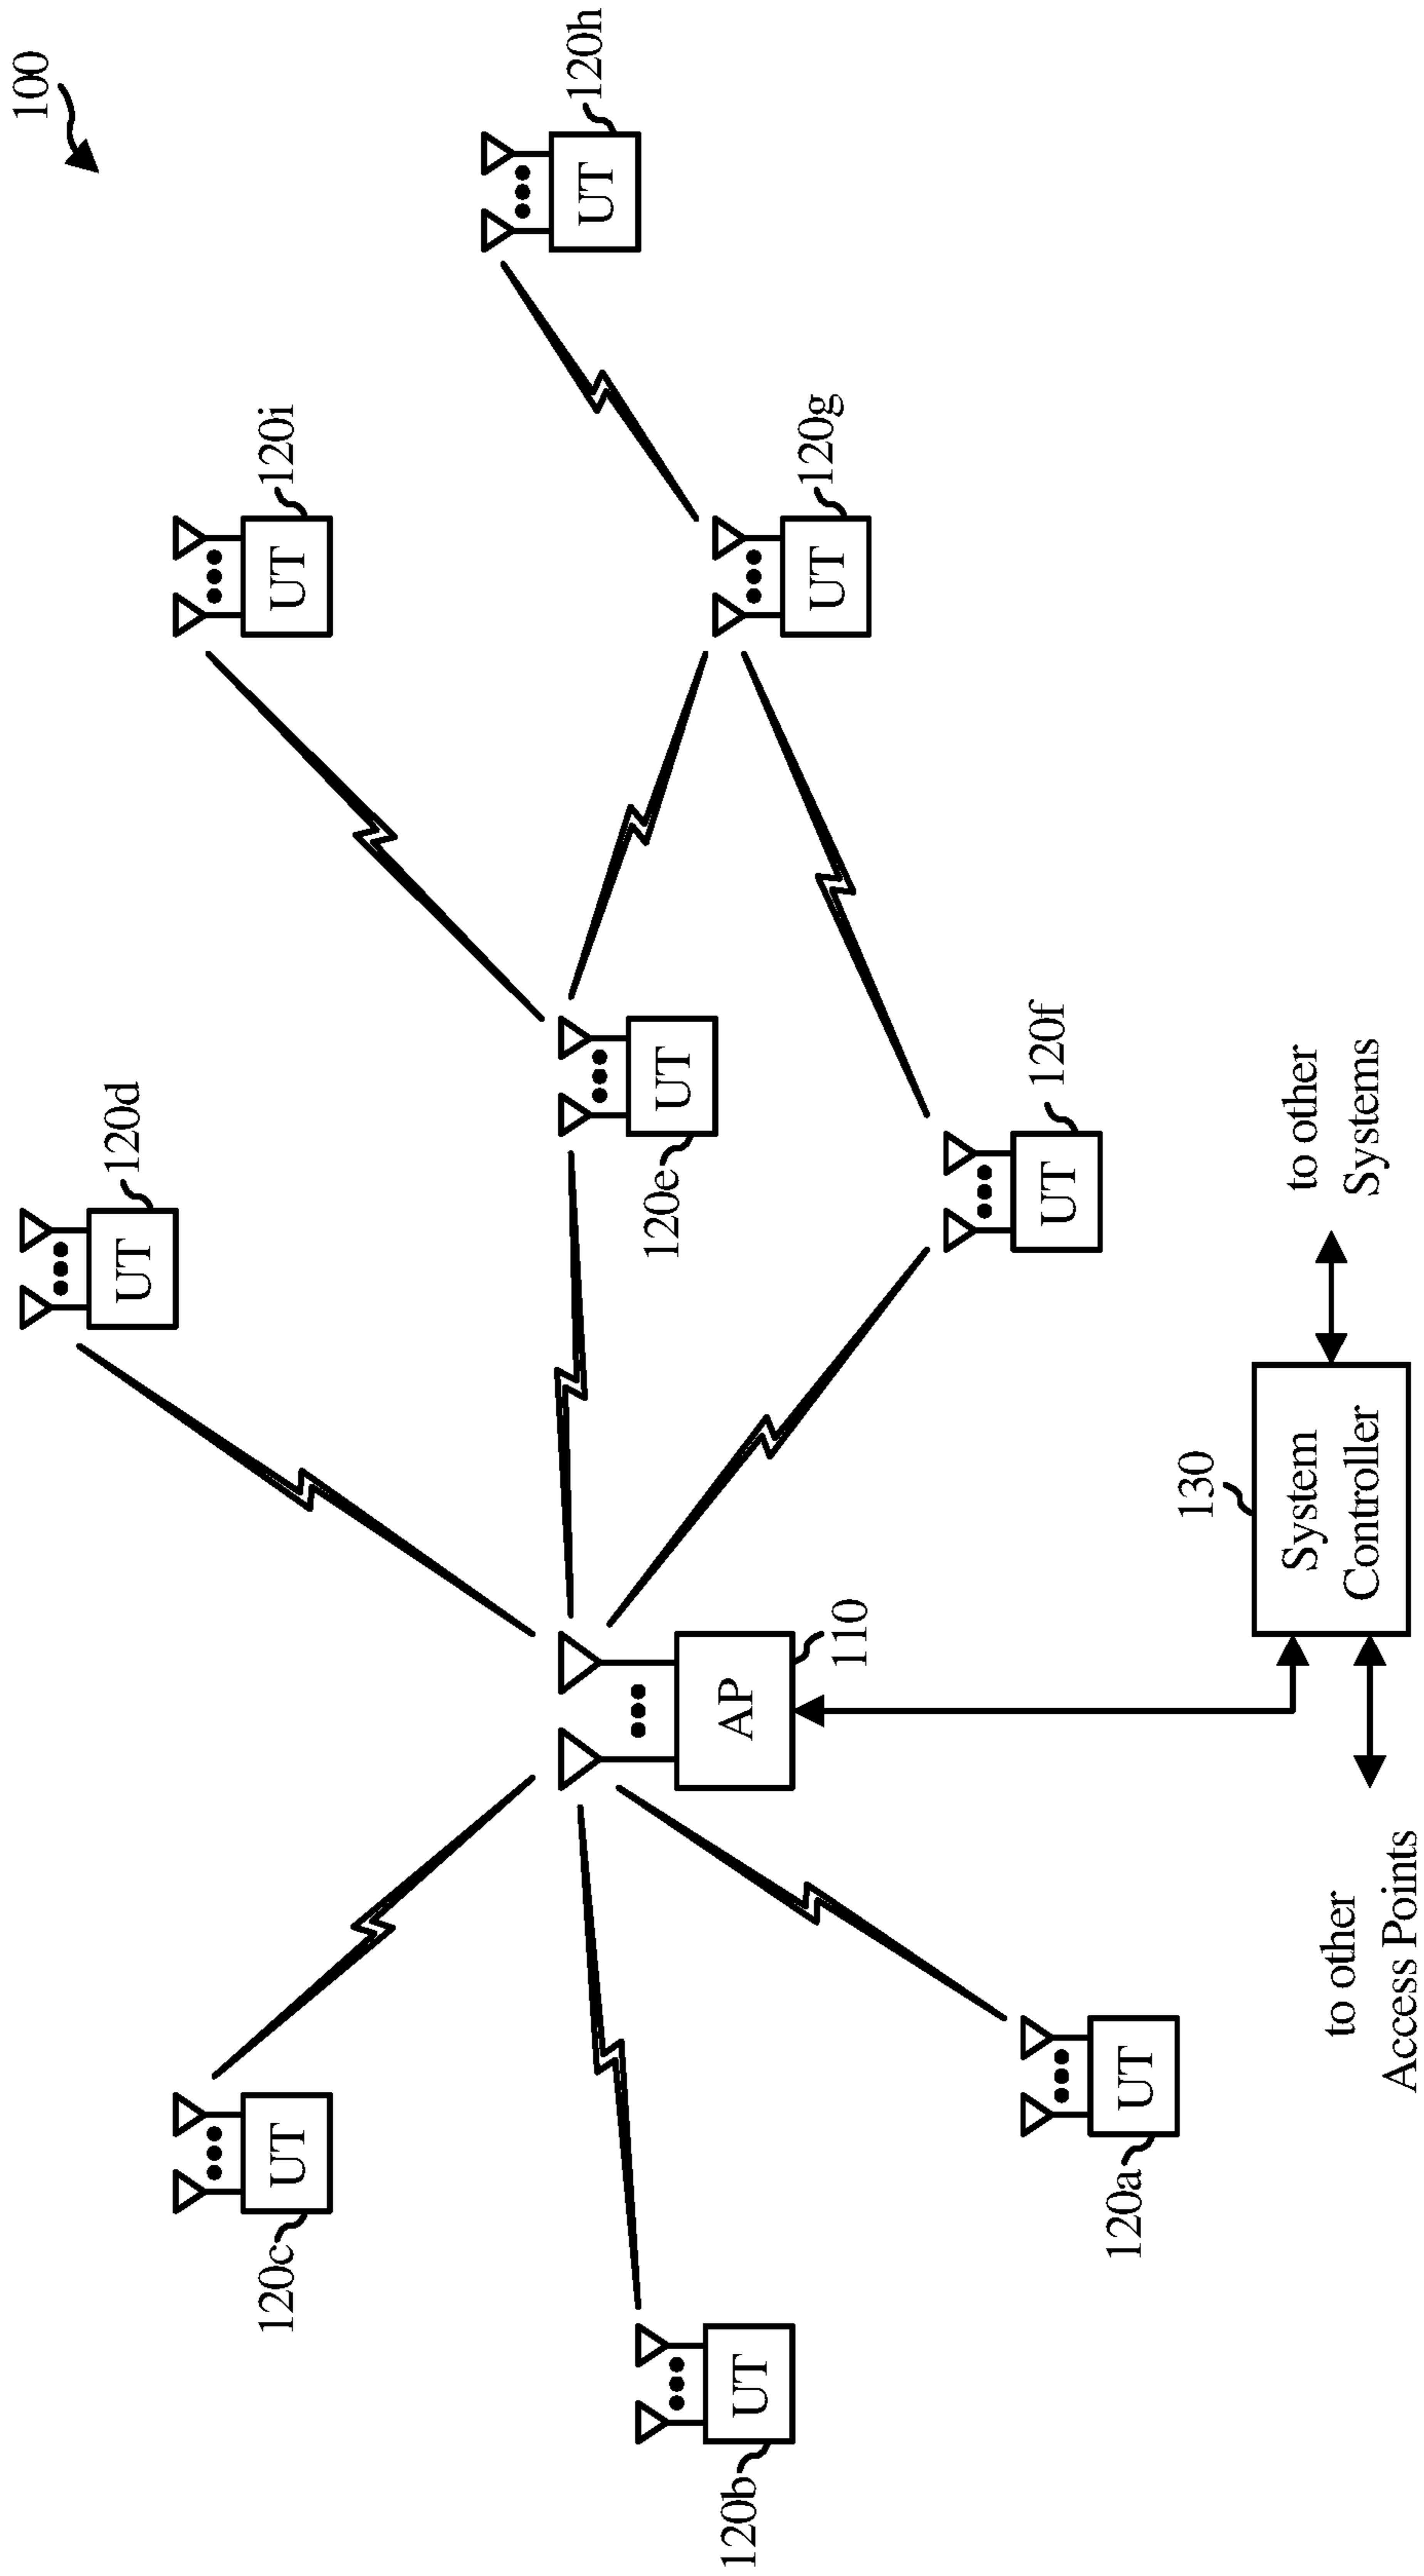 100
120d
UT
120c
UT
120i
UT
120h
UT
120e
UT
120b
UT
AP
110
120g
UT
120f
UT
120a
UT
130
System
Controller
to other
Systems
to other
Access Points